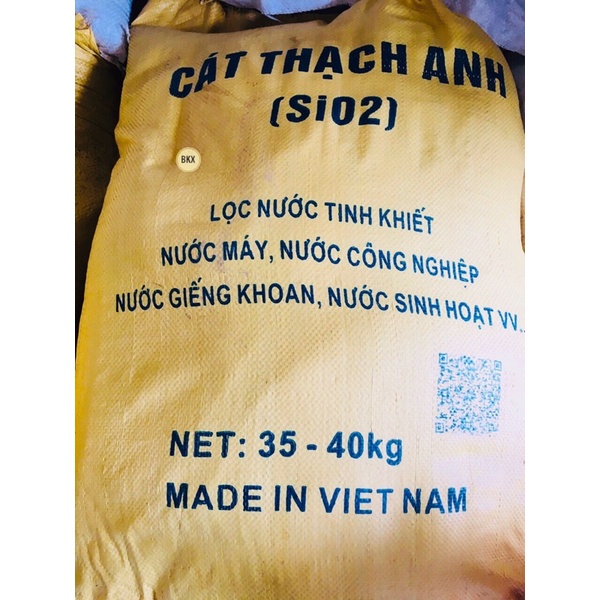 CÁT THẠCH ANH
(SiO2)
BKX
LỌC NƯỚC TINH KHIẾT
NƯỚC MÁY, NƯỚC CÔNG NGHIỆP
NƯỚC GIẾNG KHOAN, NƯỚC SINH HOẠT VV..
NET: 35 - 40kg
MADE IN VIET NAM